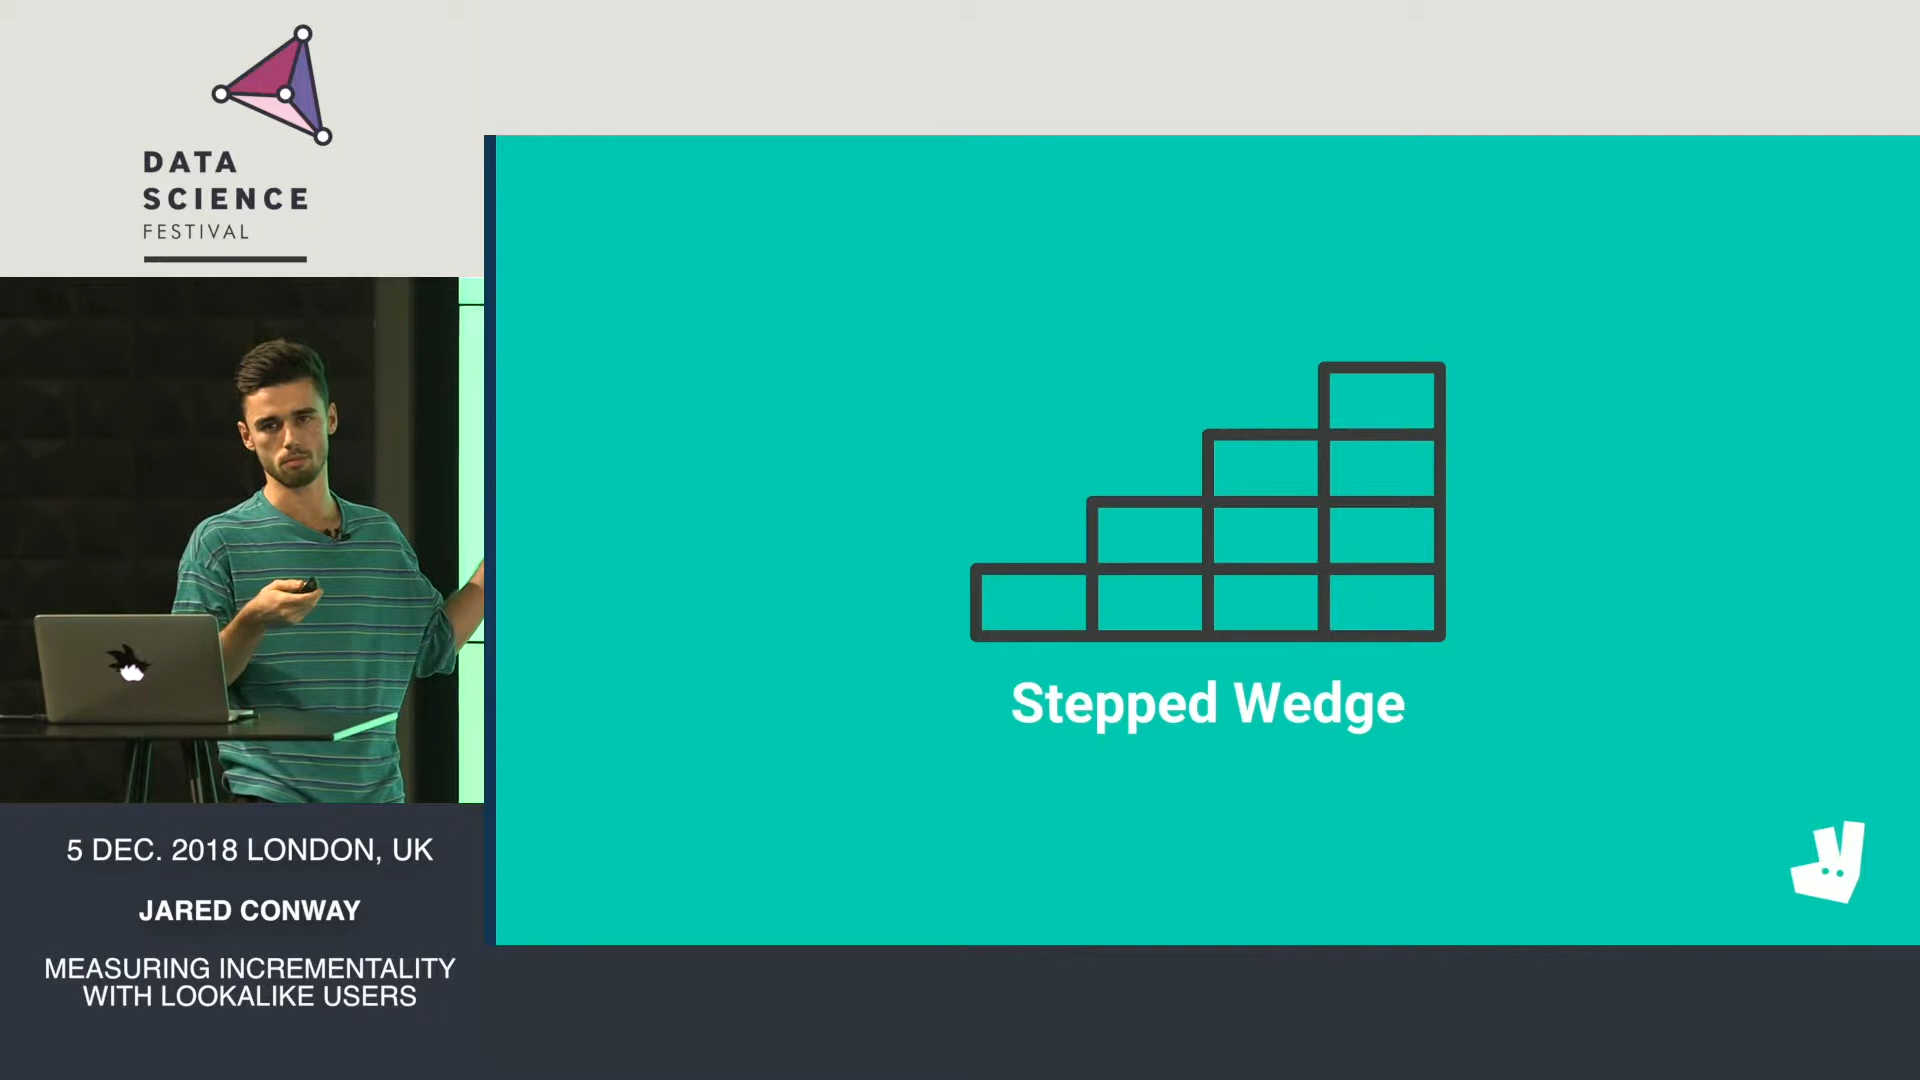 DATA
SCIENCE
FESTIVAL
Stepped Wedge
5 DEC. 2018 LONDON, UK
JARED CONWAY
MEASURING INCREMENTALITY
WITH LOOKALIKE USERS